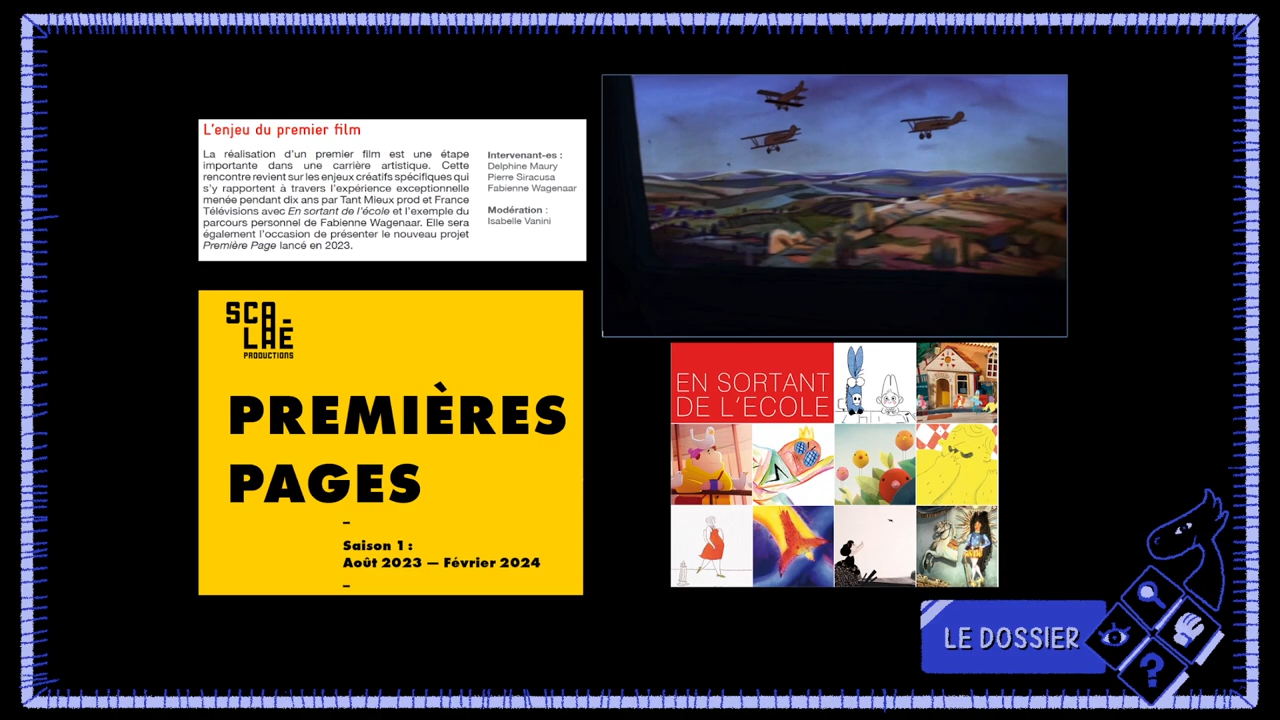 L'enjeu du premier film
La réalisation d'un premier film est une étape
importante dans une carrière artistique. Cette
rencontre revient sur les enjeux créatifs spécifiques qui
s'y rapportent à travers l'expérience exceptionnelle
menée pendant dix ans par Tant Mieux prod et France
Télévisions avec En sortant de l'école et l'exemple du
parcours personnel de Fabienne Wagenaar. Elle sera
également l'occasion de présenter le nouveau projet
Première Page lancé en 2023.
Intervenant-es :
Delphine Maury
Pierre Siracusa
Fabienne Wagenaar
Modération :
Isabelle Vanini
SCA_
LAE
PRODUCTIONS
PREMIÈRES
PAGES
–
Saison 1 :
Août 2023 — Février 2024
–
EN SORTANT
DE L'ECOLE
LE DOSSIER
?